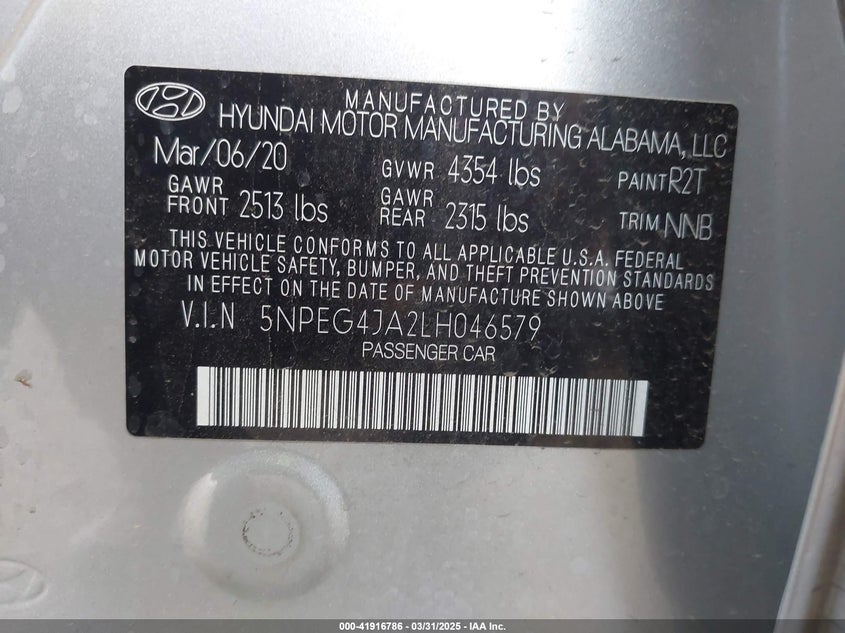 MANUFACTURED BY
HYUNDAI MOTOR MANUFACTURING ALABAMA, LLC
Mar/06/20 GVWR 4354 lbs PAINT R2T
GAWR FRONT 2513 lbs GAWR REAR 2315 lbs TRIM NNB
THIS VEHICLE CONFORMS TO ALL APPLICABLE U.S.A. FEDERAL
MOTOR VEHICLE SAFETY, BUMPER, AND THEFT PREVENTION STANDARDS
IN EFFECT ON THE DATE OF MANUFACTURE SHOWN ABOVE
V.I.N 5NPEG4JA2LH046579
PASSENGER CAR
000-41916786 - 03/31/2025 - IAA Inc.